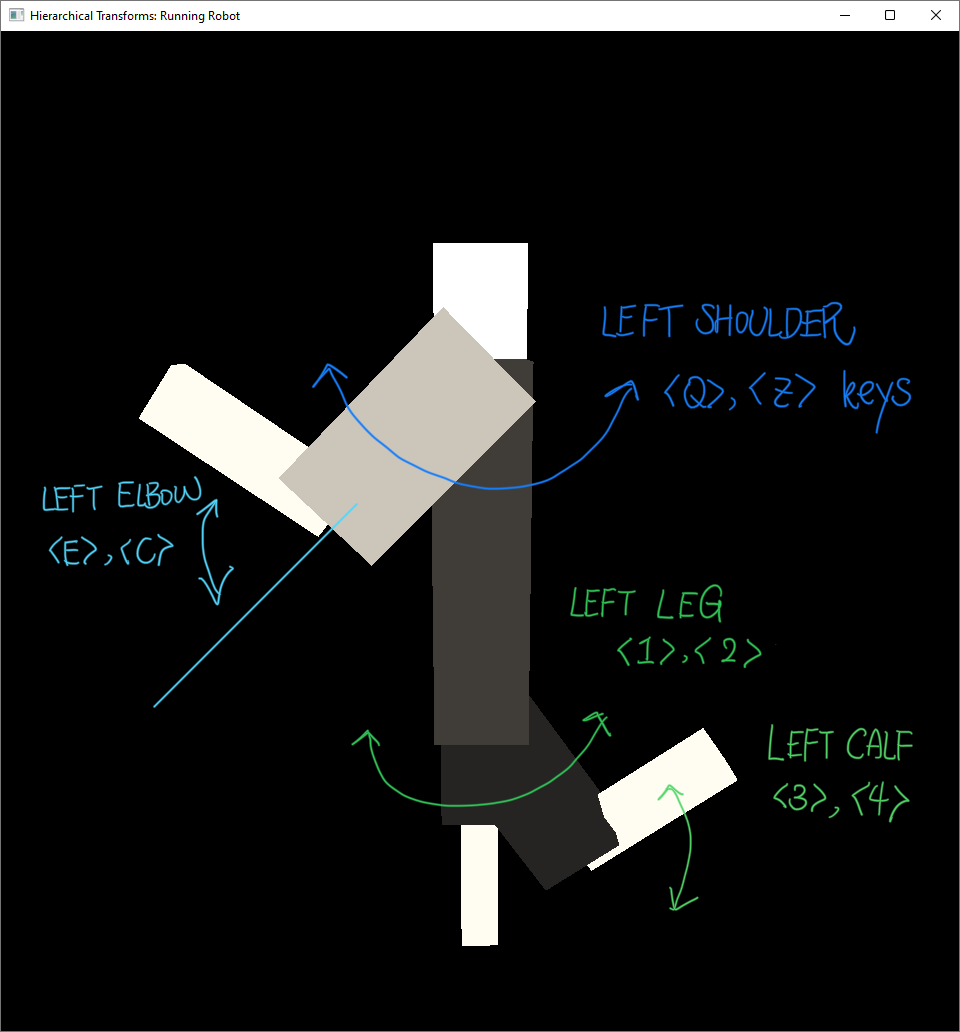 Hierarchical Transforms: Running Robot
LEFT SHOULDER
<Q>, <Z> keys
LEFT ELBOW
<E>, <C>
LEFT LEG
<1>, <2>
LEFT CALF
<3>, <4>